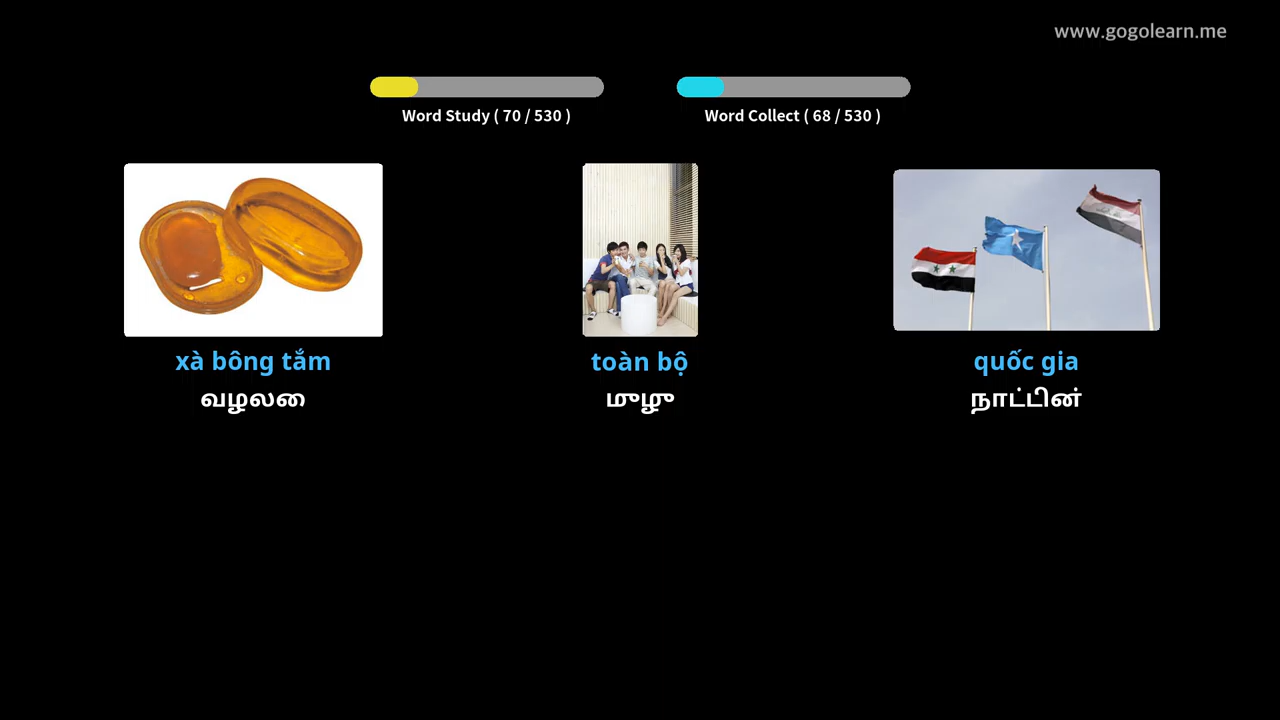 www.gogolearn.me
Word Study ( 70 / 530 )
Word Collect ( 68 / 530 )
xà bông tắm
வழலை
toàn bộ
முழு
quốc gia
நாட்டின்